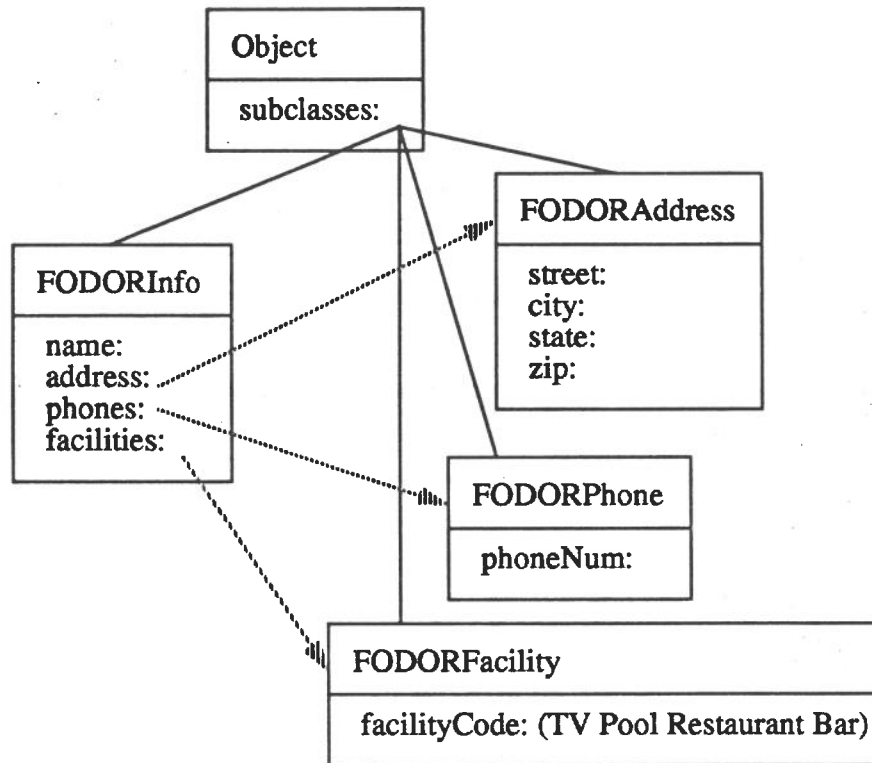 Object
subclasses:
FODORAddress
street:
city:
state:
zip:
FODORInfo
name:
address:
phones:
facilities:
FODORPhone
phoneNum:
FODORFacility
facilityCode: (TV Pool Restaurant Bar)